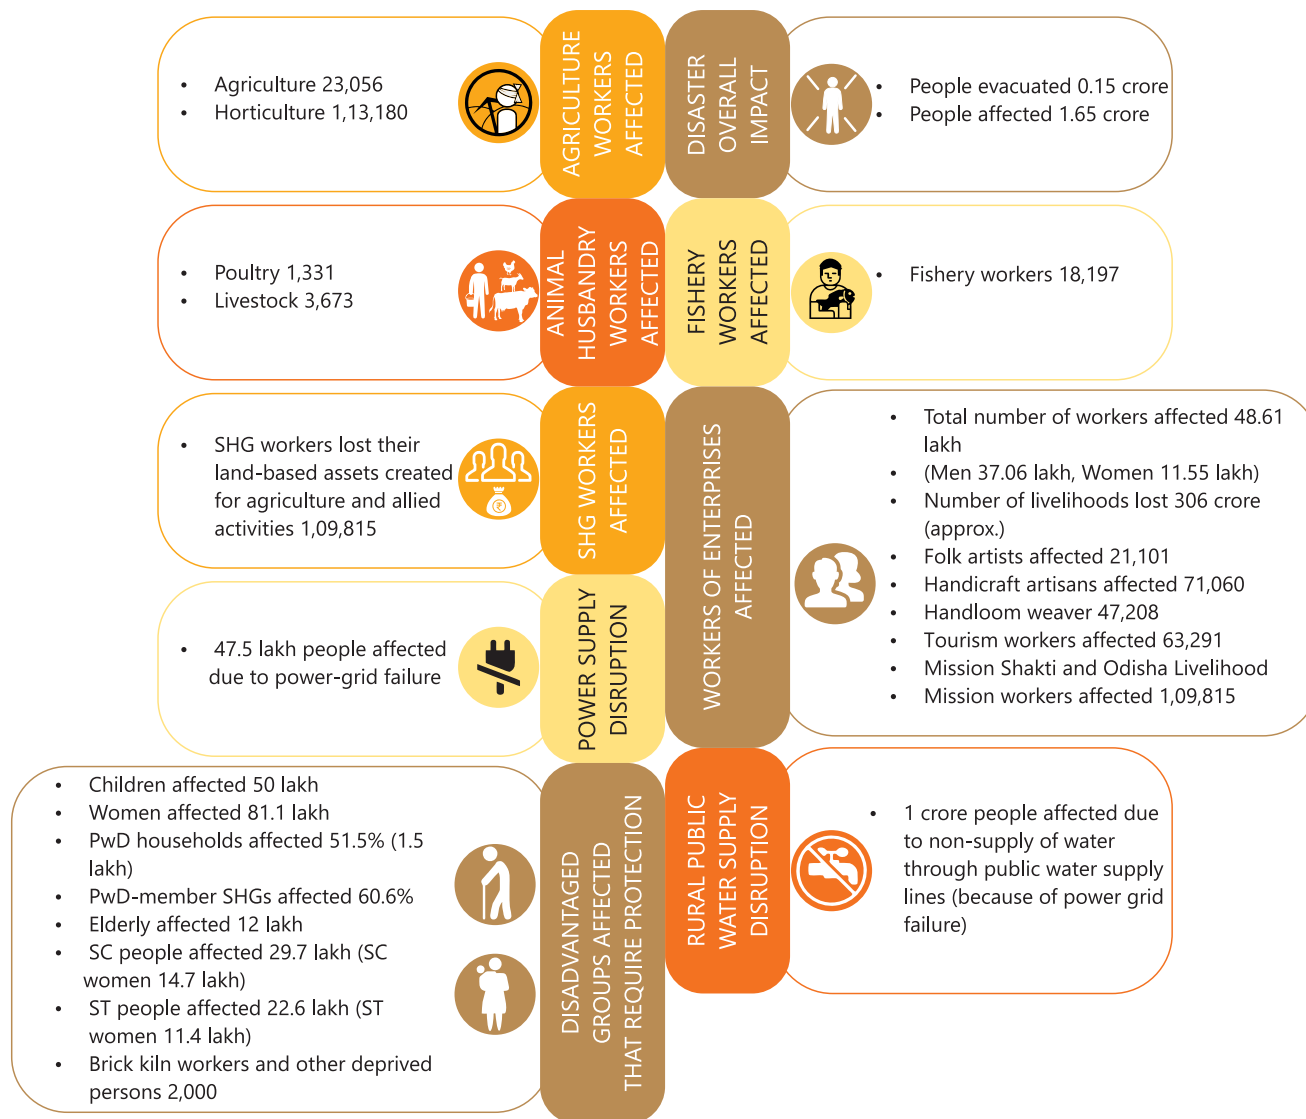 • Agriculture 23,056
• Horticulture 1,13,180
AGRICULTURE
WORKERS
AFFECTED
DISASTER
OVERALL
IMPACT
• People evacuated 0.15 crore
• People affected 1.65 crore
• Poultry 1,331
• Livestock 3,673
ANIMAL
HUSBANDRY
WORKERS
AFFECTED
FISHERY
WORKERS
AFFECTED
• Fishery workers 18,197
• SHG workers lost their
land-based assets created
for agriculture and allied
activities 1,09,815
SHG WORKERS
AFFECTED
WORKERS OF ENTERPRISES
AFFECTED
• Total number of workers affected 48.61
lakh
• (Men 37.06 lakh, Women 11.55 lakh)
• Number of livelihoods lost 306 crore
(approx.)
• Folk artists affected 21,101
• Handicraft artisans affected 71,060
• Handloom weaver 47,208
• Tourism workers affected 63,291
• Mission Shakti and Odisha Livelihood
• Mission workers affected 1,09,815
• 47.5 lakh people affected
due to power-grid failure
POWER SUPPLY
DISRUPTION
• Children affected 50 lakh
• Women affected 81.1 lakh
• PwD households affected 51.5% (1.5
lakh)
• PwD-member SHGs affected 60.6%
• Elderly affected 12 lakh
• SC people affected 29.7 lakh (SC
women 14.7 lakh)
• ST people affected 22.6 lakh (ST
women 11.4 lakh)
• Brick kiln workers and other deprived
persons 2,000
DISADVANTAGED
GROUPS AFFECTED
THAT REQUIRE PROTECTION
RURAL PUBLIC
WATER SUPPLY
DISRUPTION
• 1 crore people affected due
to non-supply of water
through public water supply
lines (because of power grid
failure)